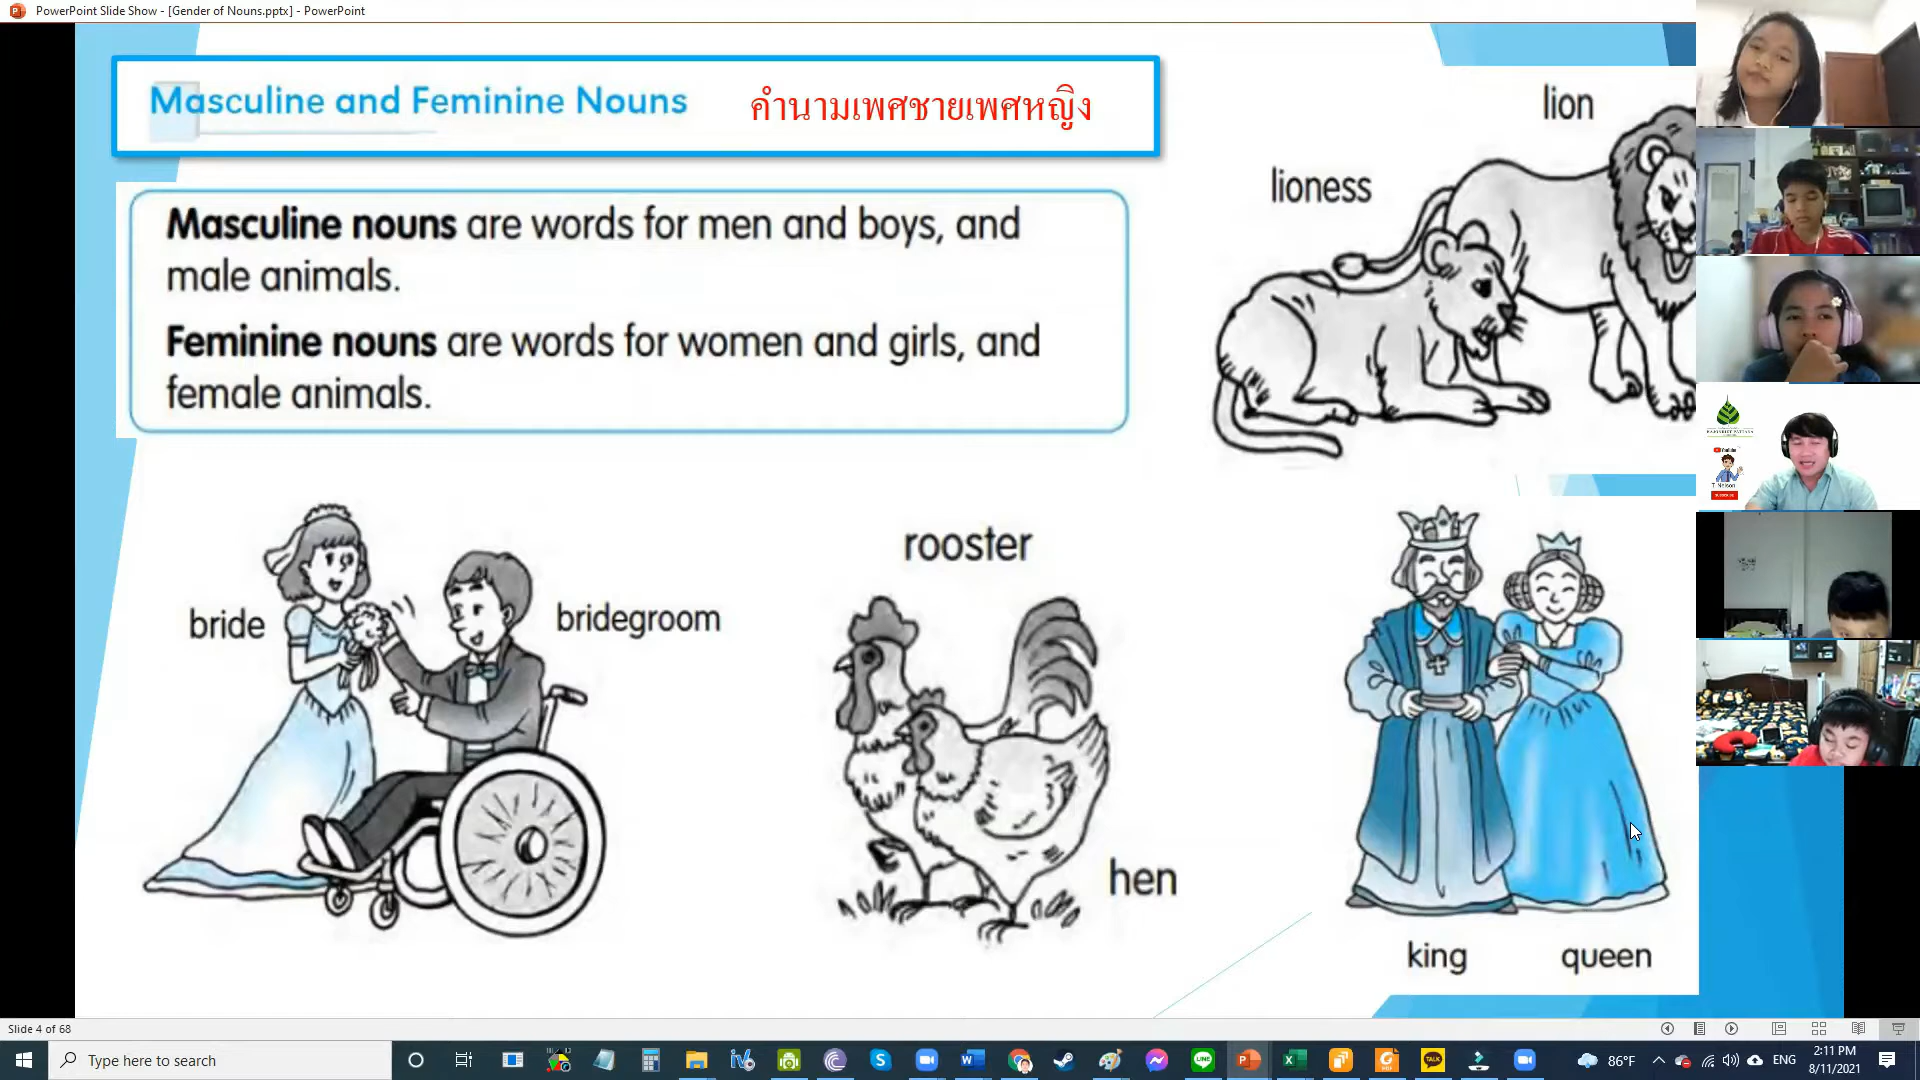 PowerPoint Slide Show - [Gender of Nouns.pptx] - PowerPoint
Masculine and Feminine Nouns คำนามเพศชายเพศหญิง
Masculine nouns are words for men and boys, and
male animals.
Feminine nouns are words for women and girls, and
female animals.
lion
lioness
bride
bridegroom
rooster
hen
king
queen
YouTube
T. Nelson
SUBSCRIBE
Slide 4 of 68
Type here to search
86°F
ENG
2:11 PM
8/11/2021